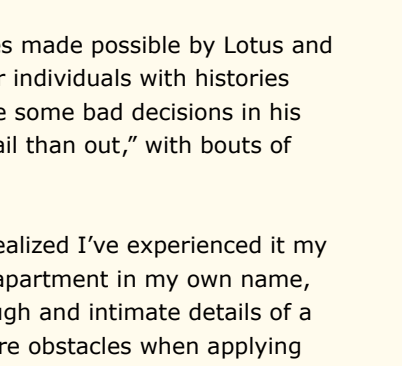 es made possible by Lotus and
r individuals with histories
e some bad decisions in his
ail than out,” with bouts of
ealized I’ve experienced it my
apartment in my own name,
ugh and intimate details of a
re obstacles when applying